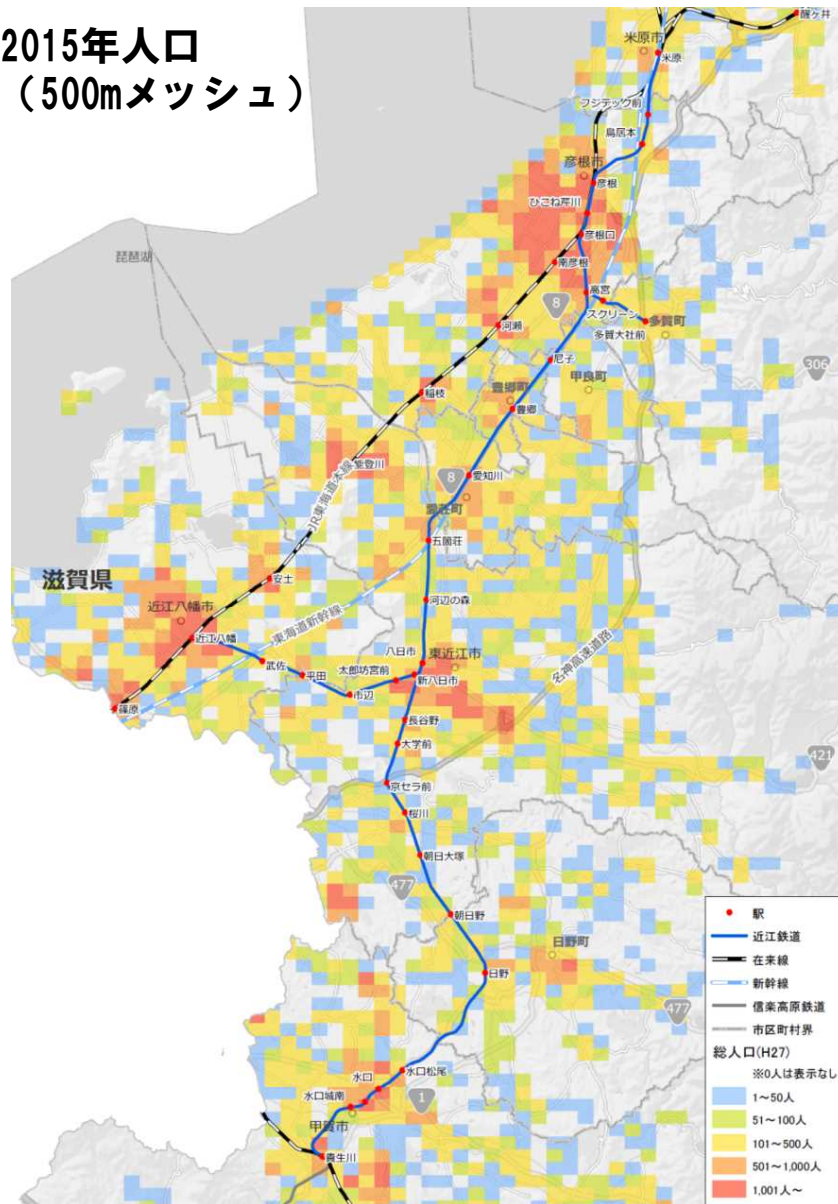 2015年人口
（500mメッシュ）
醒ヶ井
米原市
米原
フジテック前
鳥居本
彦根市
彦根
ひこね芹川
彦根口
琵琶湖
南彦根
高宮
8
スクリーン
多賀町
多賀大社前
河瀬
尼子
306
豊郷町
甲良町
稲枝
豊郷
能登川
JR東海道本線
愛知川
8
愛荘町
五箇荘
滋賀県
安土
河辺の森
近江八幡市
東海道新幹線
近江八幡
八日市
東近江市
名神高速道路
武佐
太郎坊宮前
平田
新八日市
市辺
篠原
長谷野
大学前
421
京セラ前
桜川
朝日大塚
477
朝日野
日野町
日野
477
水口松尾
水口
水口城南
1
甲賀市
貴生川
駅
近江鉄道
在来線
新幹線
信楽高原鉄道
市区町村界
総人口(H27)
※0人は表示なし
1～50人
51～100人
101～500人
501～1,000人
1,001人～